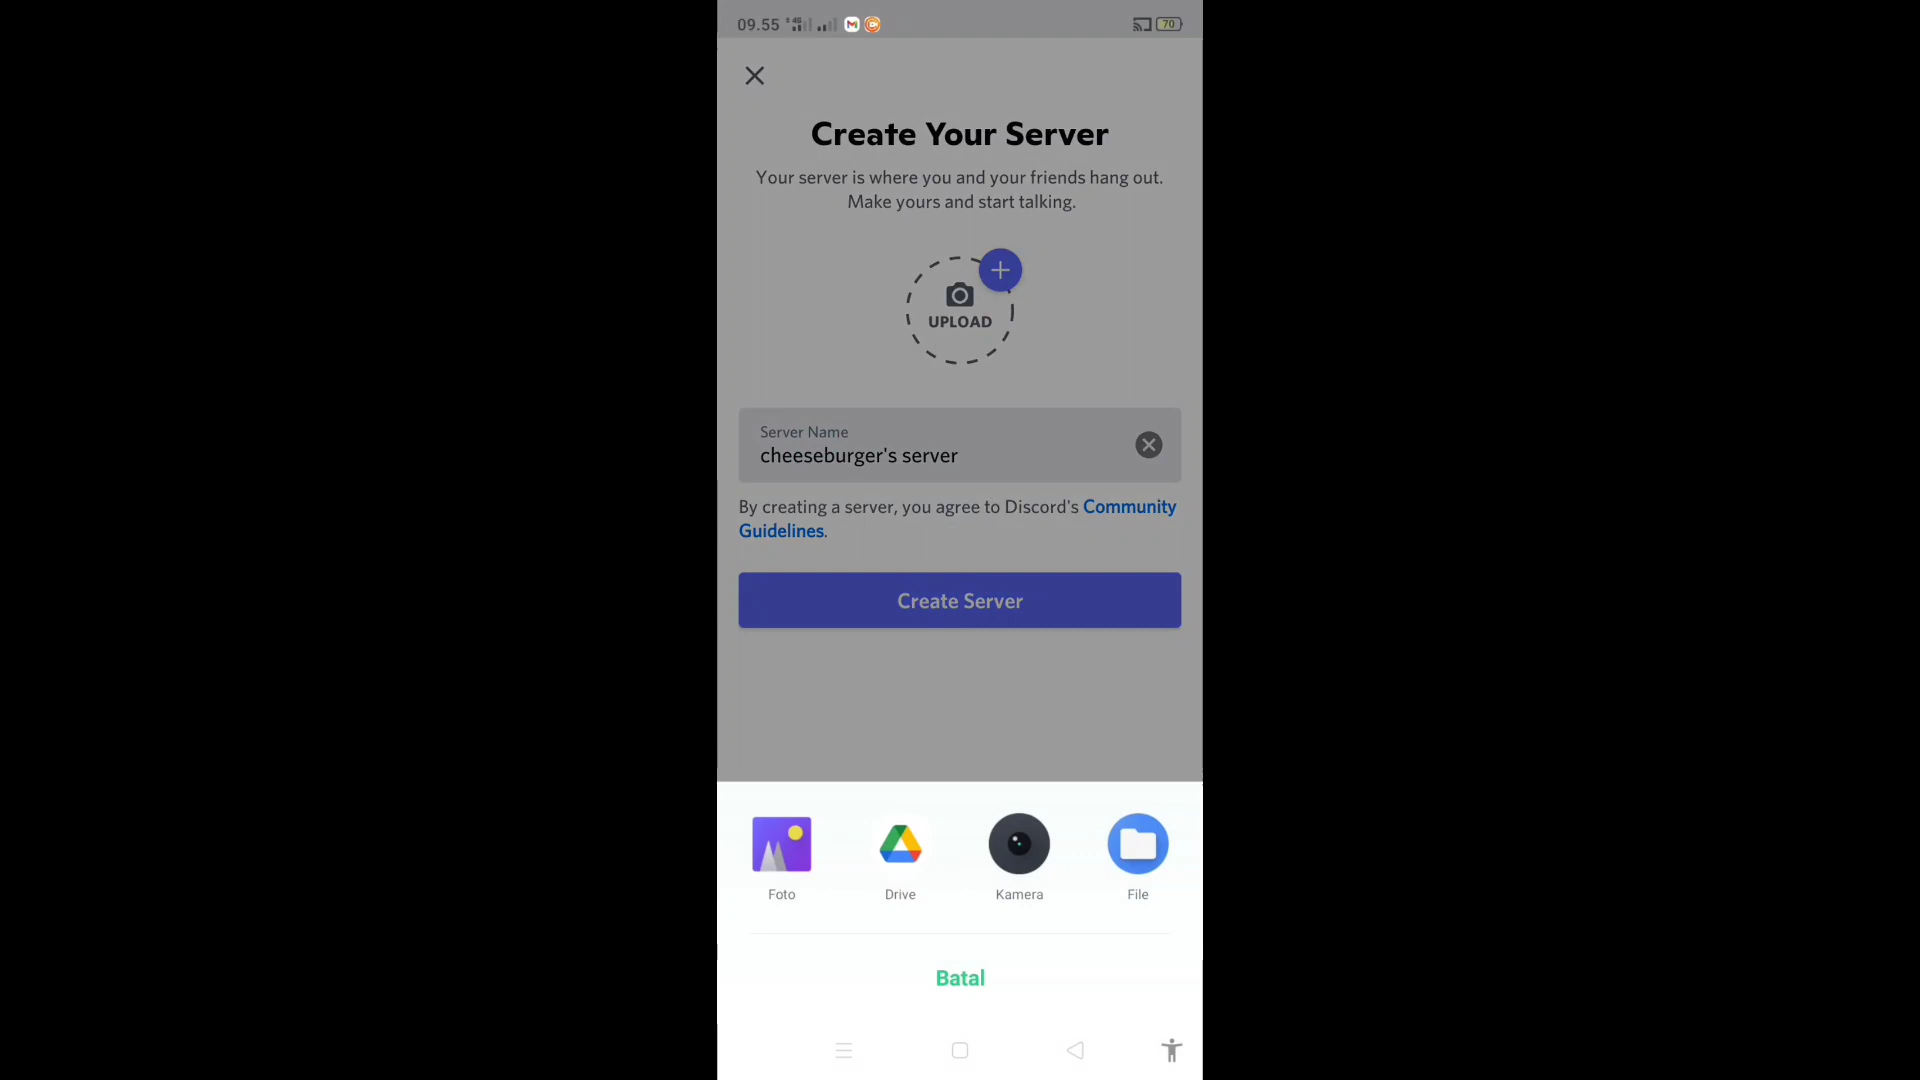 09.55 4G 70
Create Your Server
Your server is where you and your friends hang out.
Make yours and start talking.
UPLOAD
Server Name
cheeseburger's server
By creating a server, you agree to Discord's Community
Guidelines.
Create Server
Foto Drive Kamera File
Batal